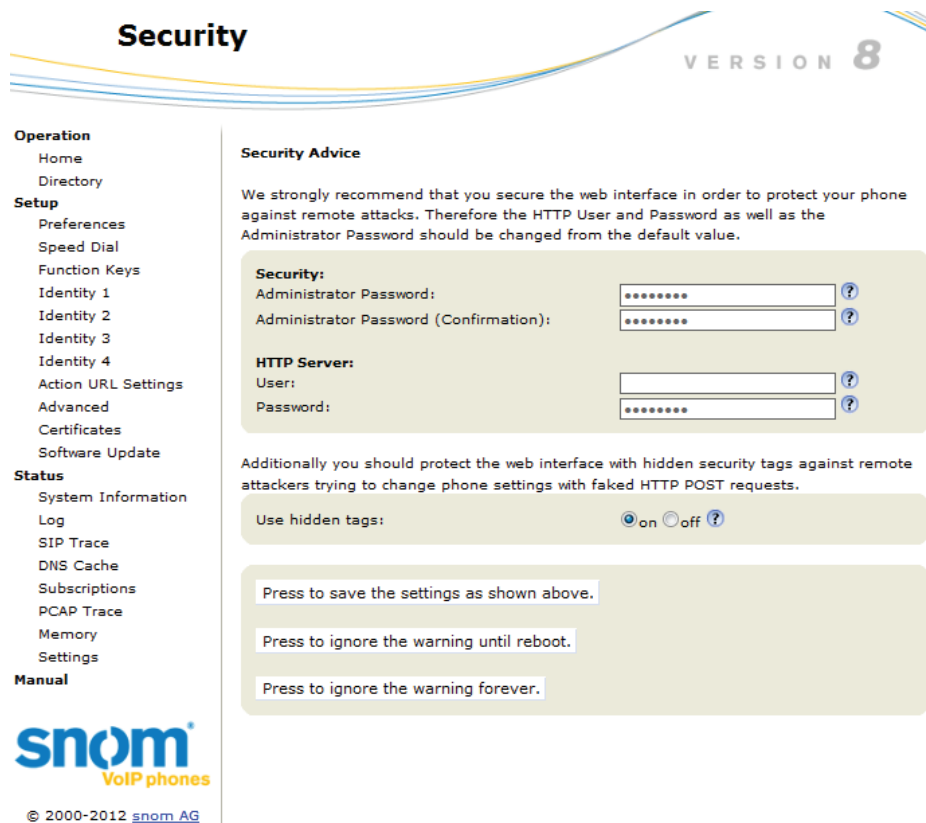 Security
VERSION 8
Operation
Home
Directory
Setup
Preferences
Speed Dial
Function Keys
Identity 1
Identity 2
Identity 3
Identity 4
Action URL Settings
Advanced
Certificates
Software Update
Status
System Information
Log
SIP Trace
DNS Cache
Subscriptions
PCAP Trace
Memory
Settings
Manual
snom
VoIP phones
© 2000-2012 snom AG
Security Advice
We strongly recommend that you secure the web interface in order to protect your phone
against remote attacks. Therefore the HTTP User and Password as well as the
Administrator Password should be changed from the default value.
Security:
Administrator Password: ●●●●●●●● ?
Administrator Password (Confirmation): ●●●●●●●● ?
HTTP Server:
User: ?
Password: ●●●●●●●● ?
Additionally you should protect the web interface with hidden security tags against remote
attackers trying to change phone settings with faked HTTP POST requests.
Use hidden tags: on off ?
Press to save the settings as shown above.
Press to ignore the warning until reboot.
Press to ignore the warning forever.